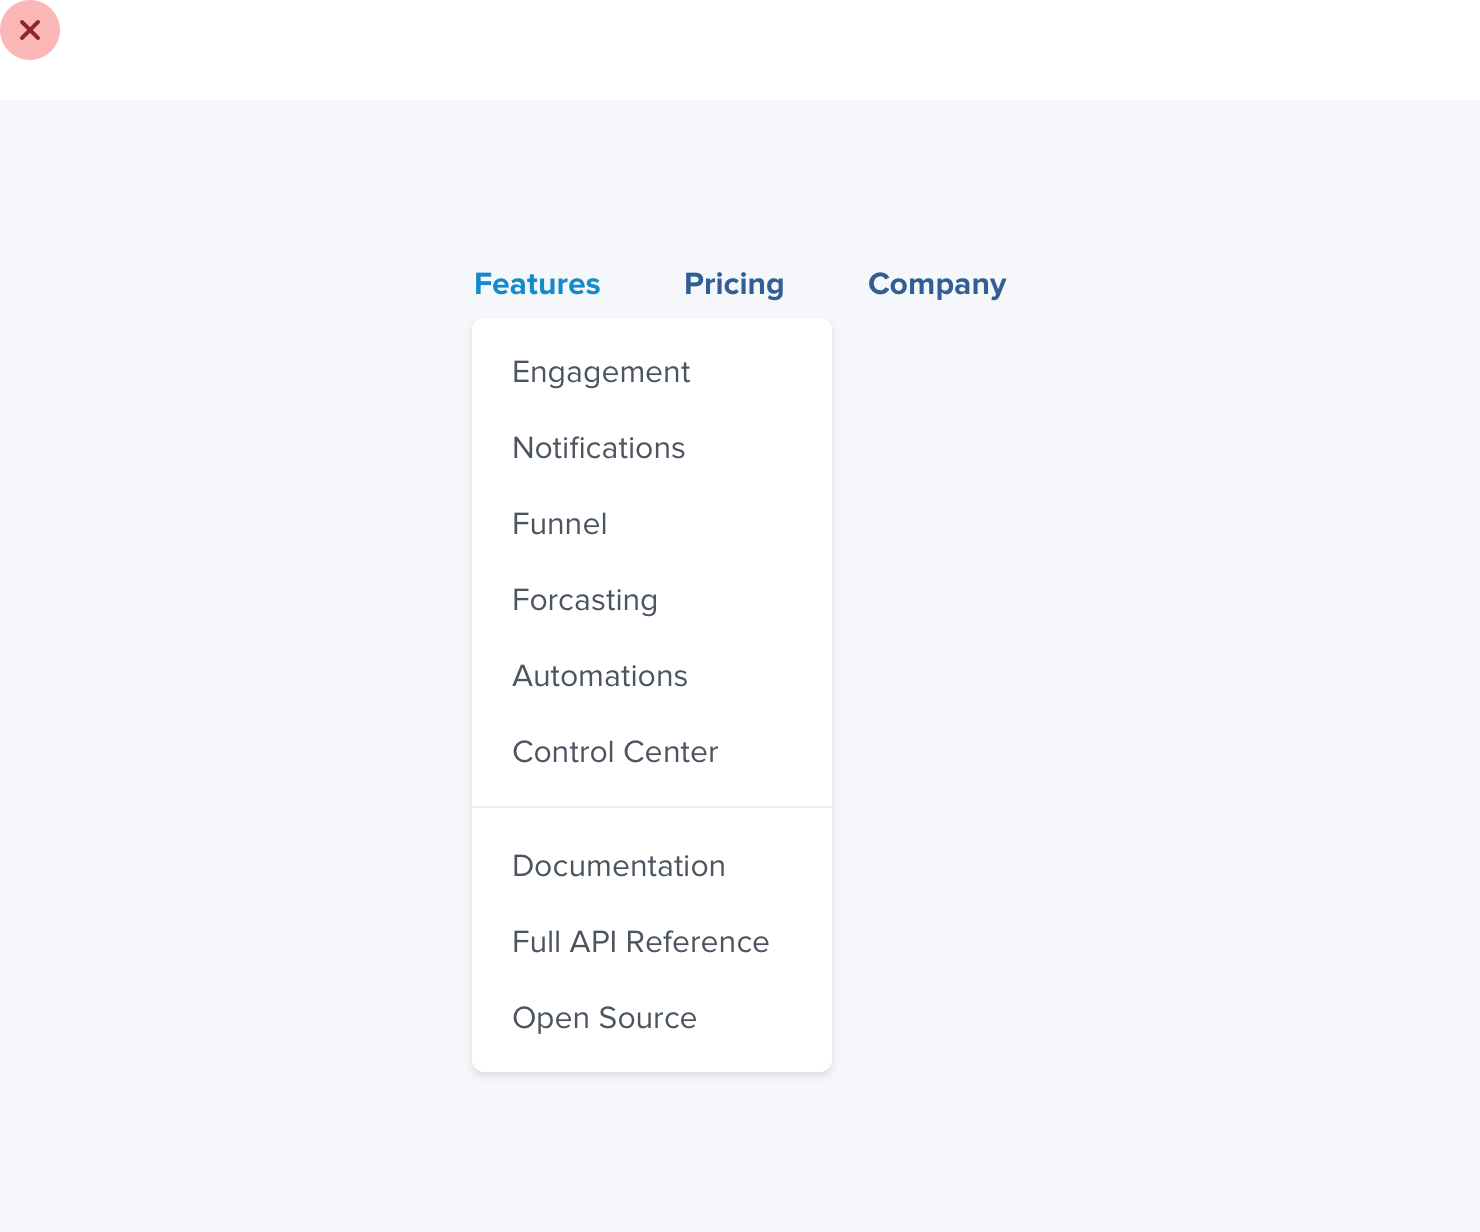 Features Pricing Company
Engagement
Notifications
Funnel
Forcasting
Automations
Control Center
Documentation
Full API Reference
Open Source